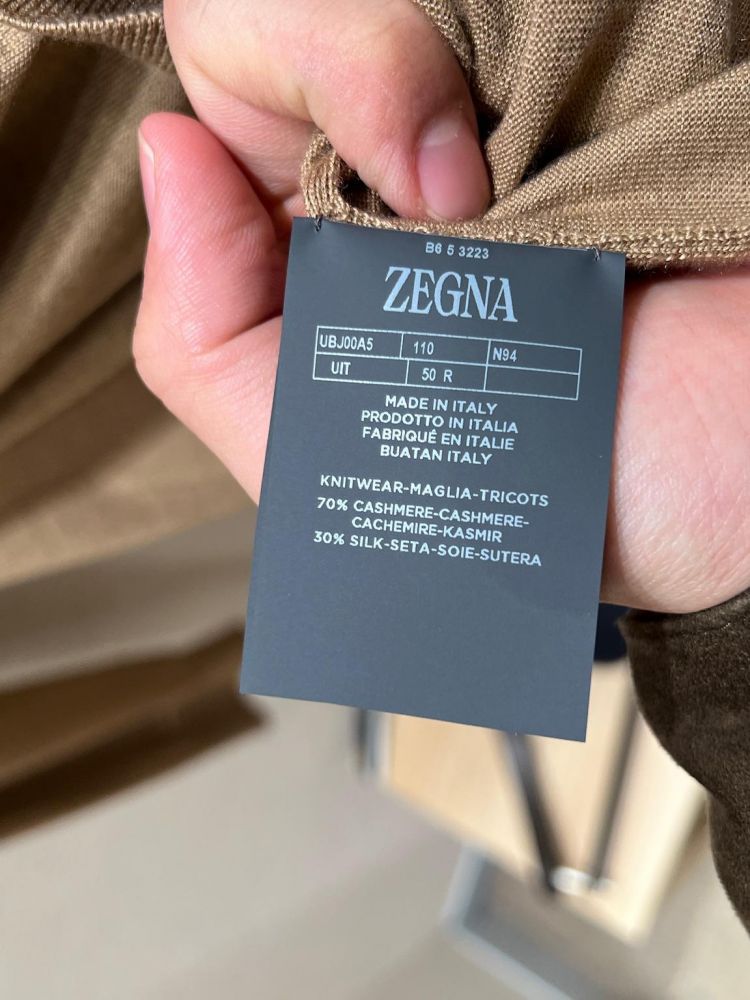 B6 5 3223
ZEGNA
UBJ00A5 110 N94
UIT 50 R
MADE IN ITALY
PRODOTTO IN ITALIA
FABRIQUÉ EN ITALIE
BUATAN ITALY
KNITWEAR-MAGLIA-TRICOTS
70% CASHMERE-CASHMERE-
CACHEMIRE-KASMIR
30% SILK-SETA-SOIE-SUTERA